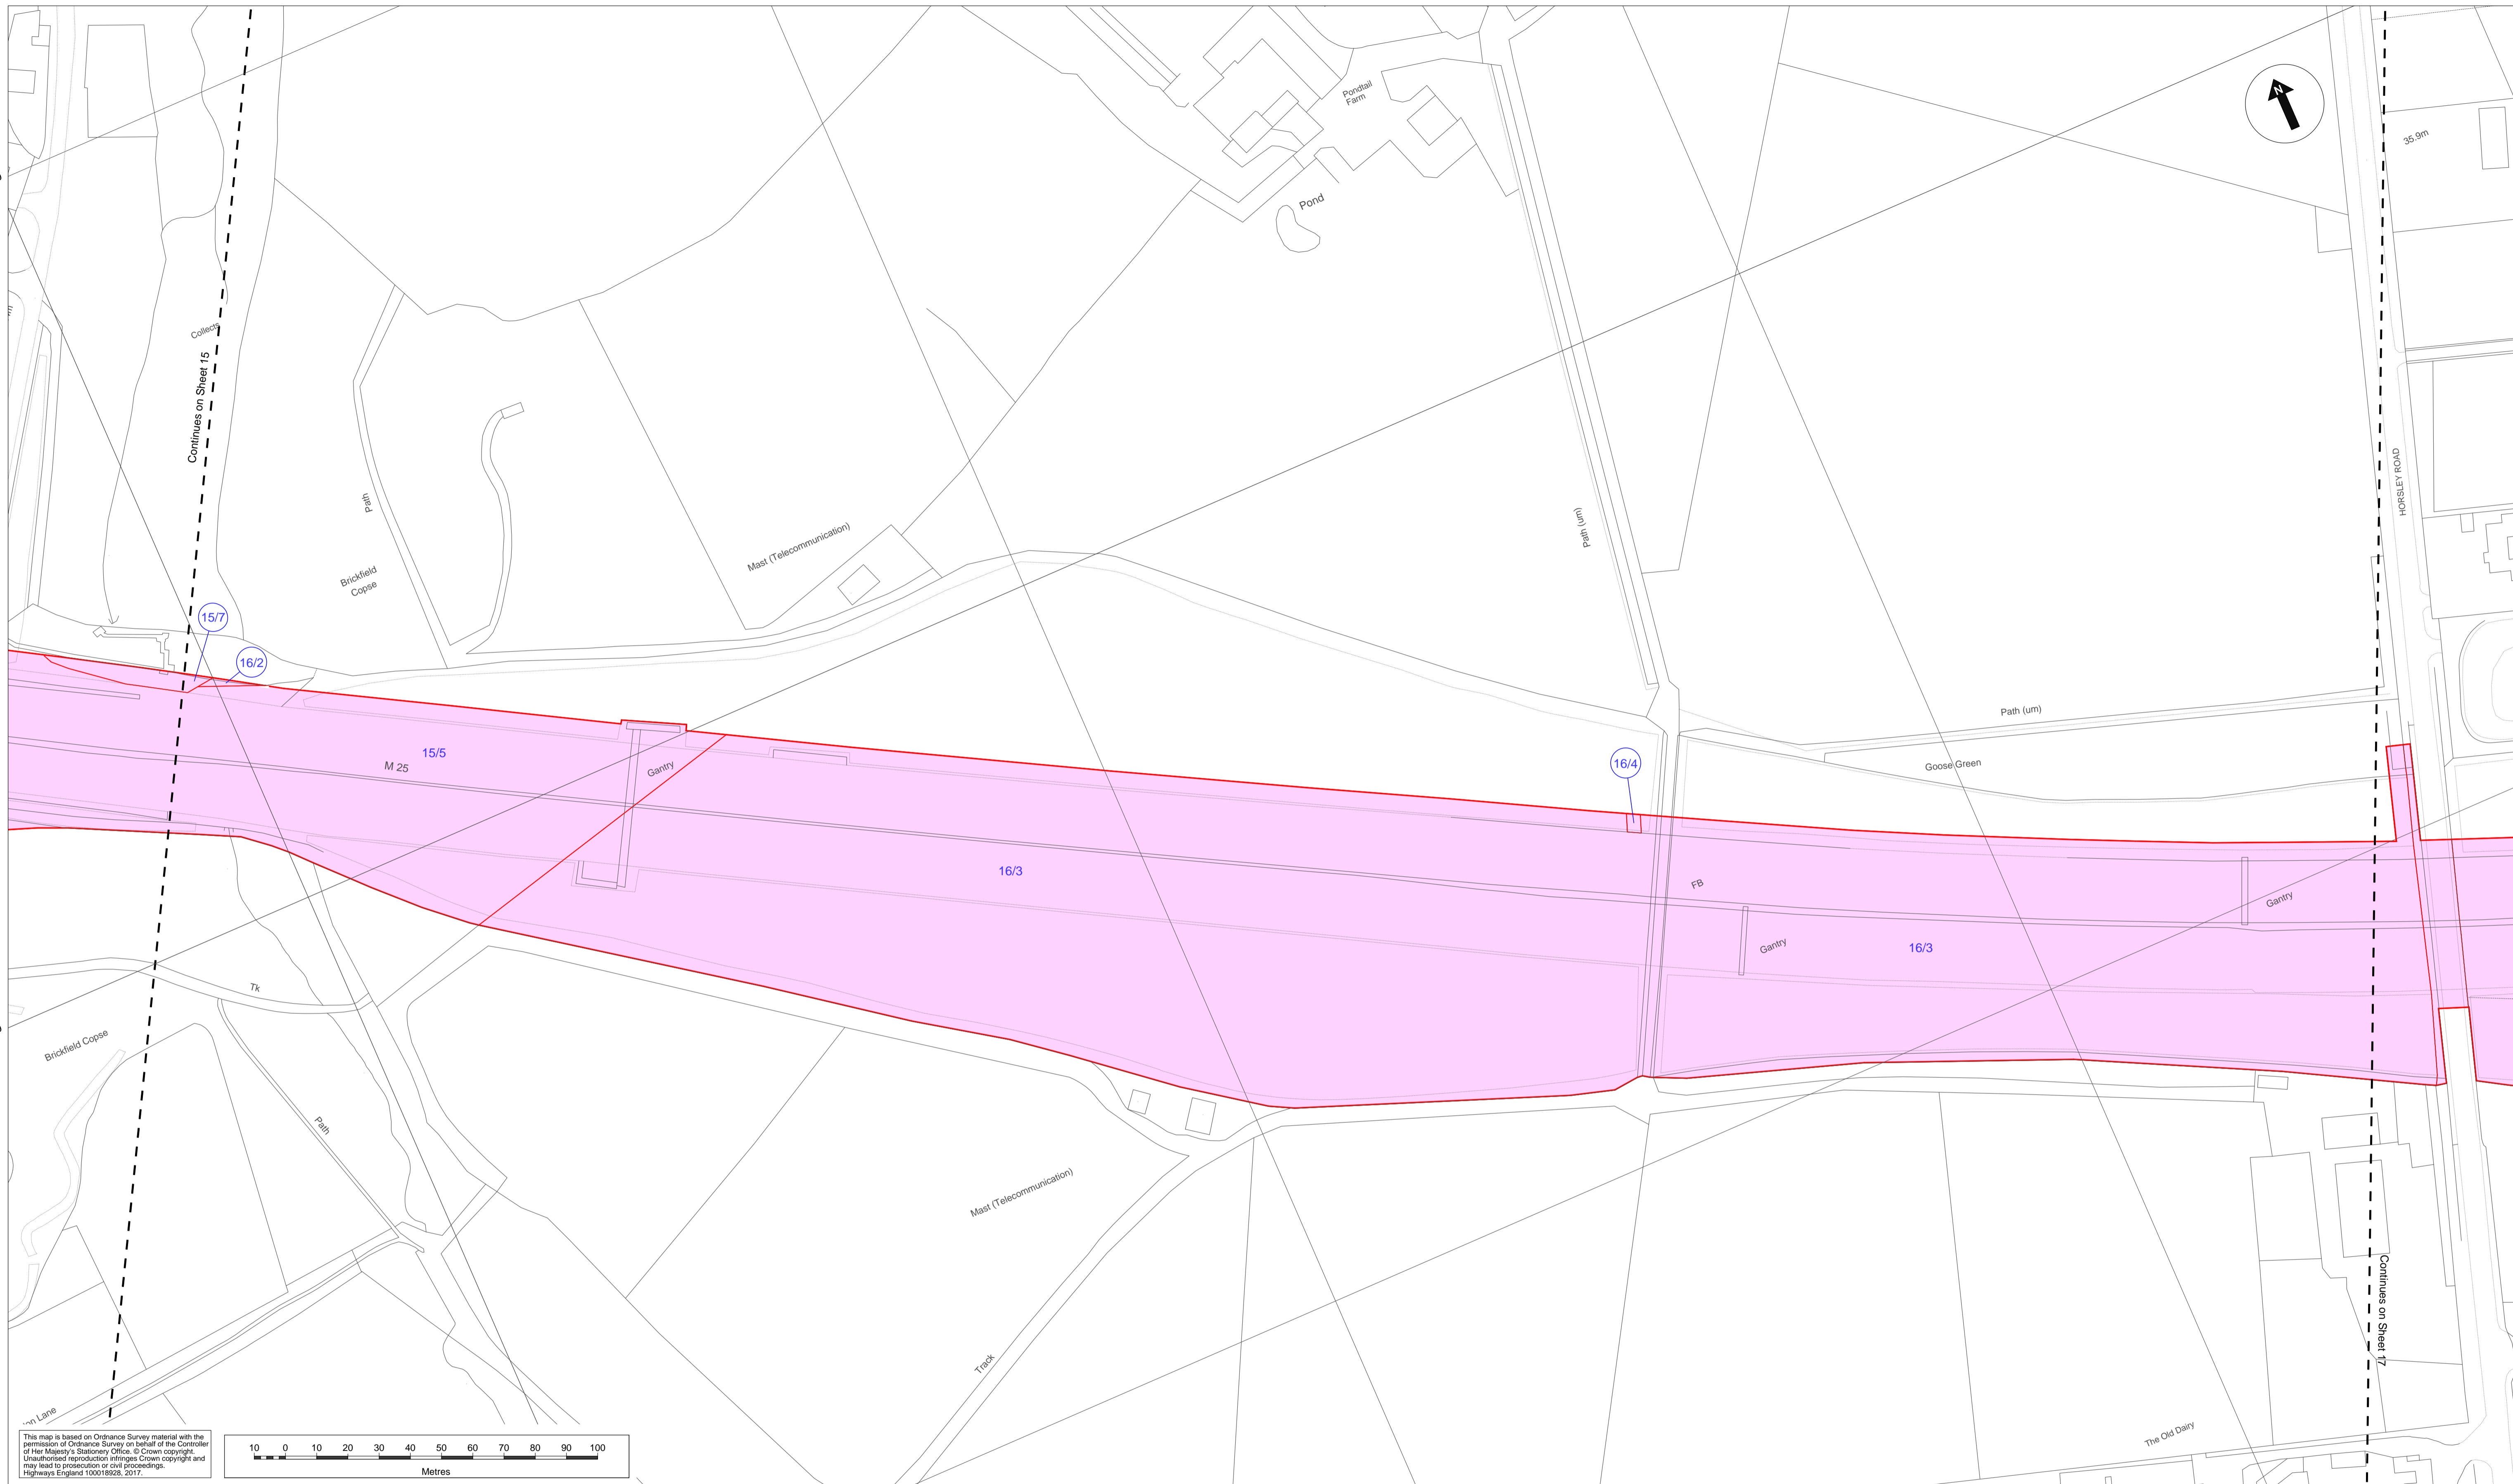 Pondtail
Farm
Pond
N
35.9m
Collects
Continues on Sheet 15
Path
Brickfield
Copse
Mast (Telecommunication)
Path (um)
HORSLEY ROAD
15/7
16/2
15/5
M 25
Gantry
16/4
Path (um)
Goose Green
16/3
FB
Gantry
Gantry
16/3
Tk
Brickfield Copse
Path
Mast (Telecommunication)
Track
Continues on Sheet 17
The Old Dairy
Lane
This map is based on Ordnance Survey material with the
permission of Ordnance Survey on behalf of the Controller
of Her Majesty's Stationery Office. © Crown copyright.
Unauthorised reproduction infringes Crown copyright and
may lead to prosecution or civil proceedings.
Highways England 100018928, 2017.
10 0 10 20 30 40 50 60 70 80 90 100
Metres